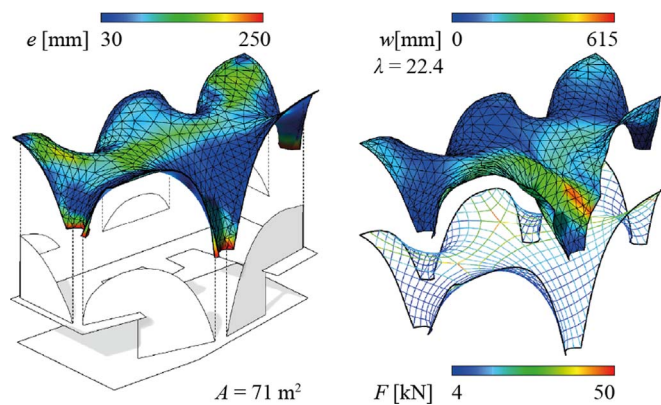 e [mm] 30 250
w[mm] 0 615
λ = 22.4
A = 71 m²
F [kN] 4 50